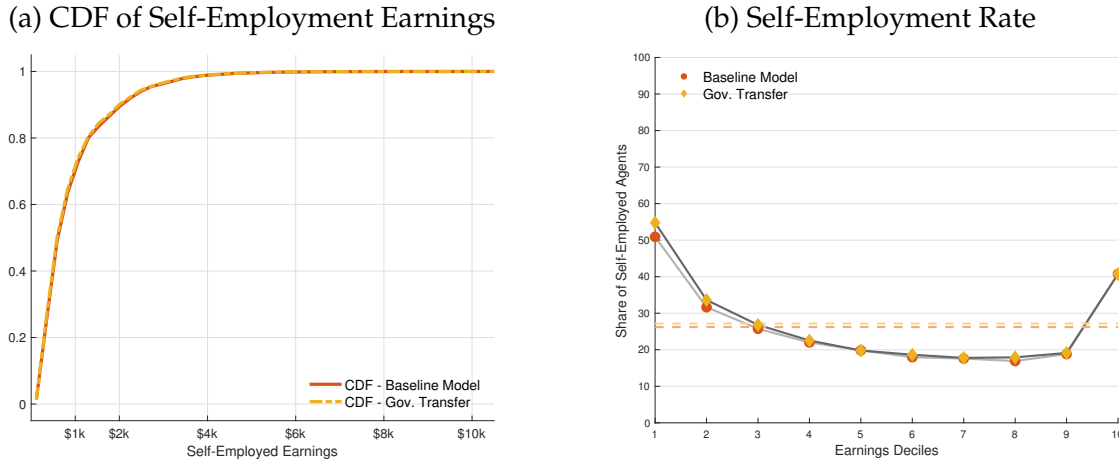 (a) CDF of Self-Employment Earnings
1
0.8
0.6
0.4
0.2
0
$1k
$2k
$4k
$6k
$8k
$10k
Self-Employed Earnings
CDF - Baseline Model
CDF - Gov. Transfer
(b) Self-Employment Rate
Share of Self-Employed Agents
100
90
80
70
60
50
40
30
20
10
0
1
2
3
4
5
6
7
8
9
10
Earnings Deciles
Baseline Model
Gov. Transfer